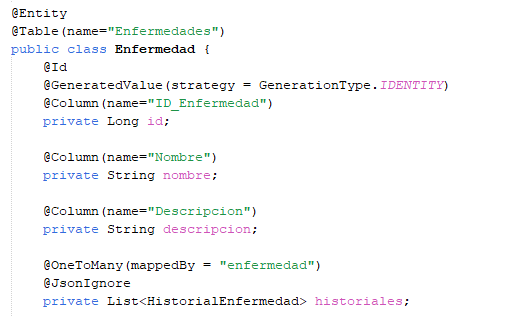 @Entity
@Table(name="Enfermedades")
public class Enfermedad {
@Id
@GeneratedValue(strategy = GenerationType.IDENTITY)
@Column(name="ID_Enfermedad")
private Long id;
@Column(name="Nombre")
private String nombre;
@Column(name="Descripcion")
private String descripcion;
@OneToMany(mappedBy = "enfermedad")
@JsonIgnore
private List<HistorialEnfermedad> historiales;